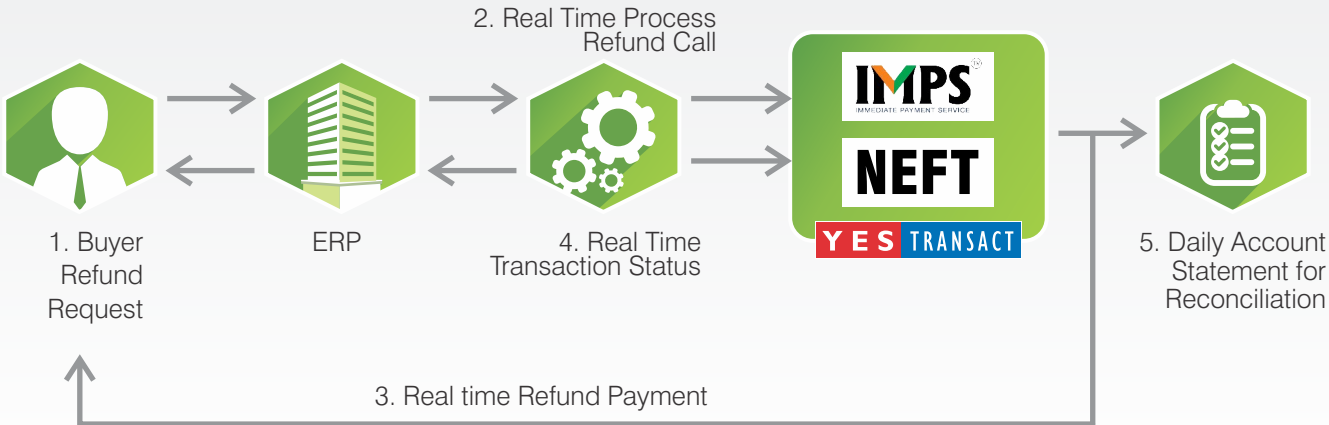 2. Real Time Process
Refund Call
IMPS
IMMEDIATE PAYMENT SERVICE
NEFT
YES TRANSACT
1. Buyer
Refund
Request
ERP
4. Real Time
Transaction Status
5. Daily Account
Statement for
Reconciliation
3. Real time Refund Payment